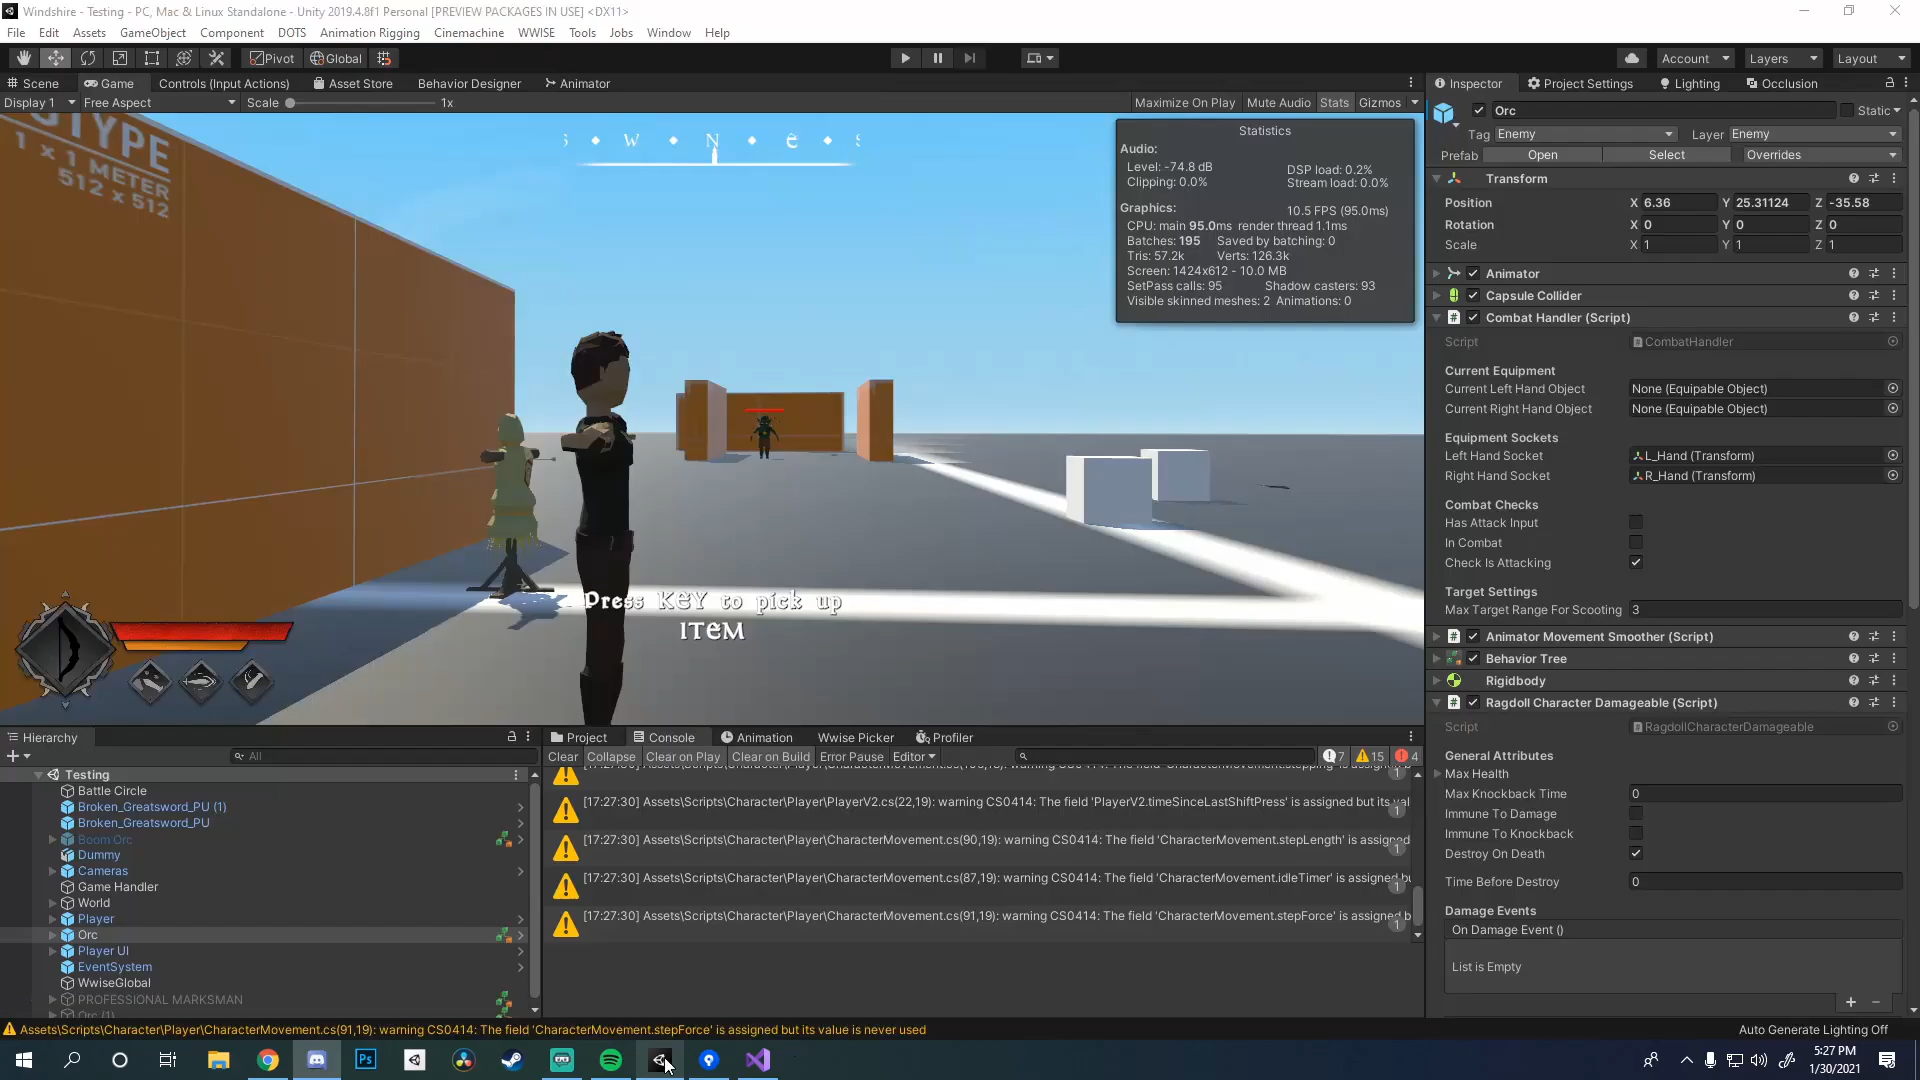 Windshire - Testing - PC, Mac & Linux Standalone - Unity 2019.4.8f1 Personal [PREVIEW PACKAGES IN USE] <DX11>
File Edit Assets GameObject Component DOTS Animation Rigging Cinemachine WWISE Tools Jobs Window Help
Pivot Global Account Layers Layout
Scene Game Controls (Input Actions) Asset Store Behavior Designer Animator
Display 1 Free Aspect Scale 1x Maximize On Play Mute Audio Stats Gizmos
1 x 1 METER
512 x 512
W N E S
Statistics
Audio:
Level: -74.8 dB DSP load: 0.2%
Clipping: 0.0% Stream load: 0.0%
Graphics: 10.5 FPS (95.0ms)
CPU: main 95.0ms render thread 1.1ms
Batches: 195 Saved by batching: 0
Tris: 57.2k Verts: 126.3k
Screen: 1424x612 - 10.0 MB
SetPass calls: 95 Shadow casters: 93
Visible skinned meshes: 2 Animations: 0
Press KEY to pick up
ITEM
Inspector Project Settings Lighting Occlusion
Orc Static
Tag Enemy Layer Enemy
Prefab Open Select Overrides
Transform
Position X 6.36 Y 25.31124 Z -35.58
Rotation X 0 Y 0 Z 0
Scale X 1 Y 1 Z 1
Animator
Capsule Collider
Combat Handler (Script)
Script CombatHandler
Current Equipment
Current Left Hand Object None (Equipable Object)
Current Right Hand Object None (Equipable Object)
Equipment Sockets
Left Hand Socket L_Hand (Transform)
Right Hand Socket R_Hand (Transform)
Combat Checks
Has Attack Input
In Combat
Check Is Attacking
Target Settings
Max Target Range For Scooting 3
Animator Movement Smoother (Script)
Behavior Tree
Rigidbody
Ragdoll Character Damageable (Script)
Script RagdollCharacterDamageable
General Attributes
Max Health
Max Knockback Time 0
Immune To Damage
Immune To Knockback
Destroy On Death
Time Before Destroy 0
Damage Events
On Damage Event ()
List is Empty
Hierarchy
All
Testing
Battle Circle
Broken_Greatsword_PU (1)
Broken_Greatsword_PU
Boom Orc
Dummy
Cameras
Game Handler
World
Player
Orc
Player UI
EventSystem
WwiseGlobal
PROFESSIONAL MARKSMAN
Orc (1)
Project Console Animation Wwise Picker Profiler
Clear Collapse Clear on Play Clear on Build Error Pause Editor 7 15 4
1
[17:27:30] Assets\Scripts\Character\Player\PlayerV2.cs(22,19): warning CS0414: The field 'PlayerV2.timeSinceLastShiftPress' is assigned but its val
1
[17:27:30] Assets\Scripts\Character\Player\CharacterMovement.cs(90,19): warning CS0414: The field 'CharacterMovement.stepLength' is assigned
1
[17:27:30] Assets\Scripts\Character\Player\CharacterMovement.cs(87,19): warning CS0414: The field 'CharacterMovement.idleTimer' is assigned bu
1
[17:27:30] Assets\Scripts\Character\Player\CharacterMovement.cs(91,19): warning CS0414: The field 'CharacterMovement.stepForce' is assigned b
1
Assets\Scripts\Character\Player\CharacterMovement.cs(91,19): warning CS0414: The field 'CharacterMovement.stepForce' is assigned but its value is never used
Auto Generate Lighting Off
Ps
5:27 PM
1/30/2021